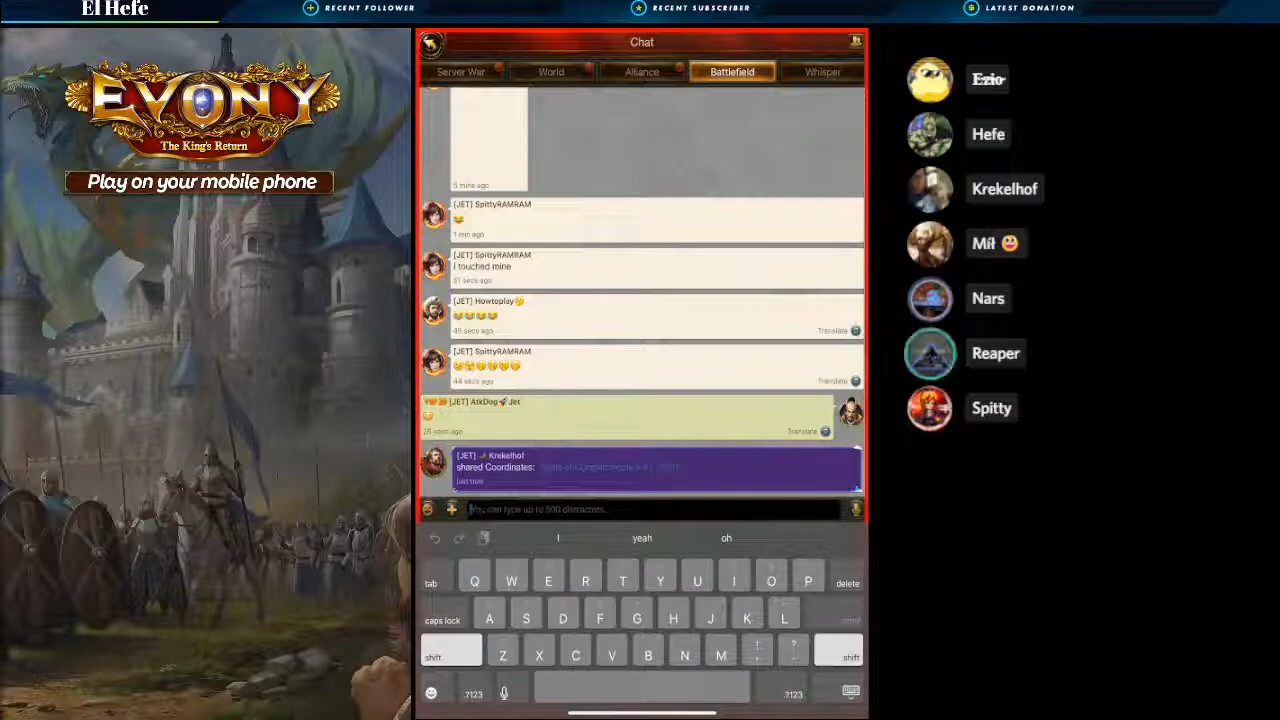 El Hefe
RECENT FOLLOWER
RECENT SUBSCRIBER
LATEST DONATION
EVONY
The King's Return
Play on your mobile phone
Chat
Server War
World
Alliance
Battlefield
Whisper
5 mins ago
[JET] SpittyRAMRAM
😂
1 min ago
[JET] SpittyRAMRAM
I touched mine
51 secs ago
[JET] Howtoplay
😂😂😂😂
45 secs ago
Translate
[JET] SpittyRAMRAM
44 secs ago
Translate
[JET] AtkDog🚀Jet
28 secs ago
Translate
[JET] Krekelhof
shared Coordinates:
just now
You can type up to 500 characters...
I yeah oh
tab Q W E R T Y U I O P delete
caps lock A S D F G H J K L
shift Z X C V B N M ! , ? . shift
.?123 .?123
Ezio
Hefe
Krekelhof
Nars
Reaper
Spitty